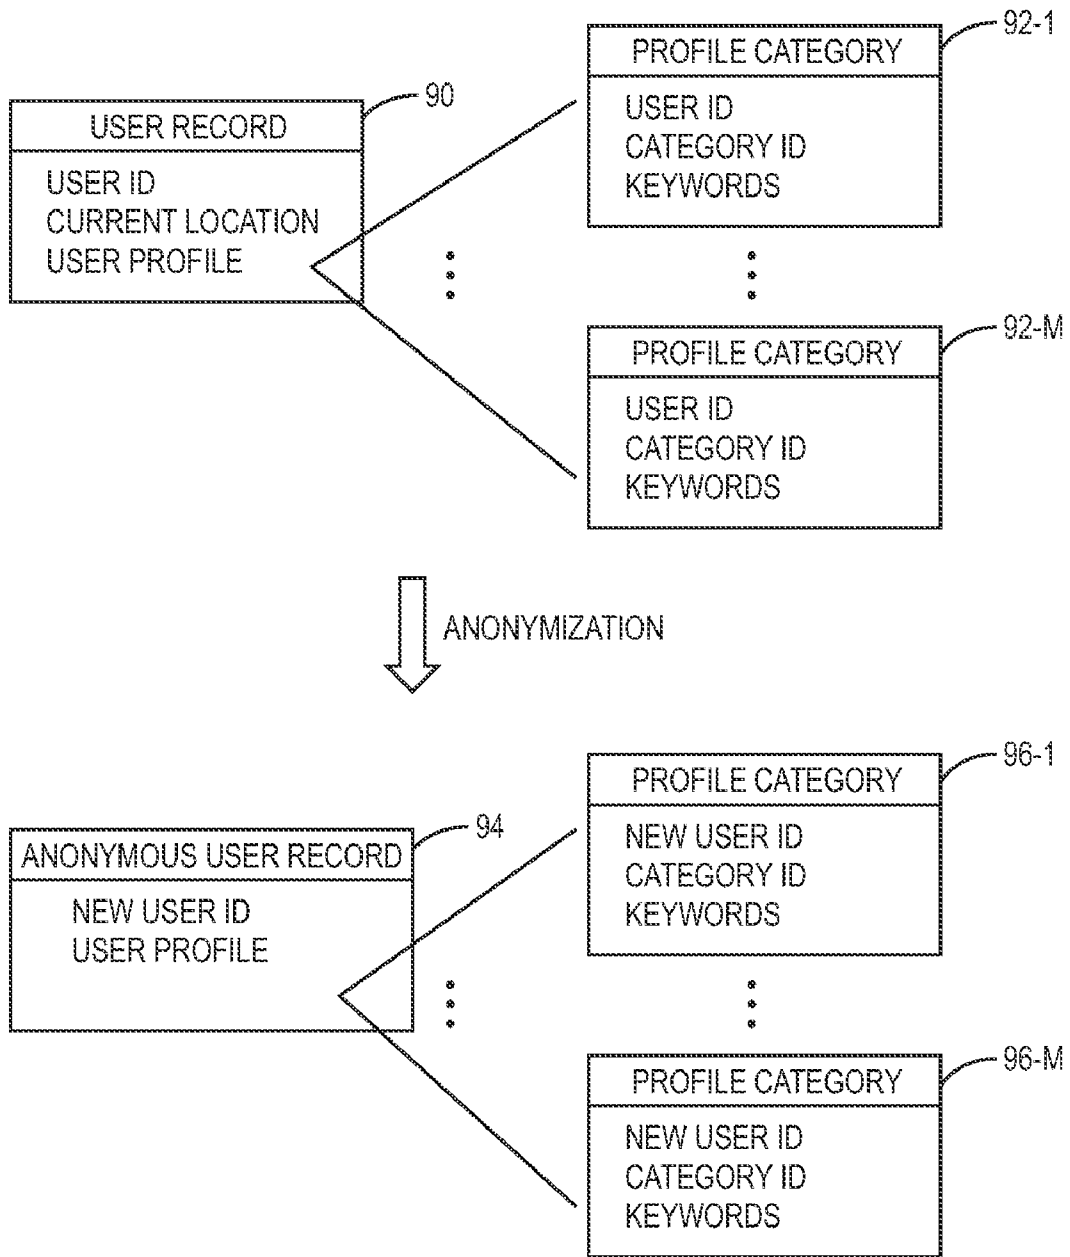 92-1
PROFILE CATEGORY
USER ID
CATEGORY ID
KEYWORDS
90
USER RECORD
USER ID
CURRENT LOCATION
USER PROFILE
92-M
PROFILE CATEGORY
USER ID
CATEGORY ID
KEYWORDS
ANONYMIZATION
96-1
PROFILE CATEGORY
NEW USER ID
CATEGORY ID
KEYWORDS
94
ANONYMOUS USER RECORD
NEW USER ID
USER PROFILE
96-M
PROFILE CATEGORY
NEW USER ID
CATEGORY ID
KEYWORDS